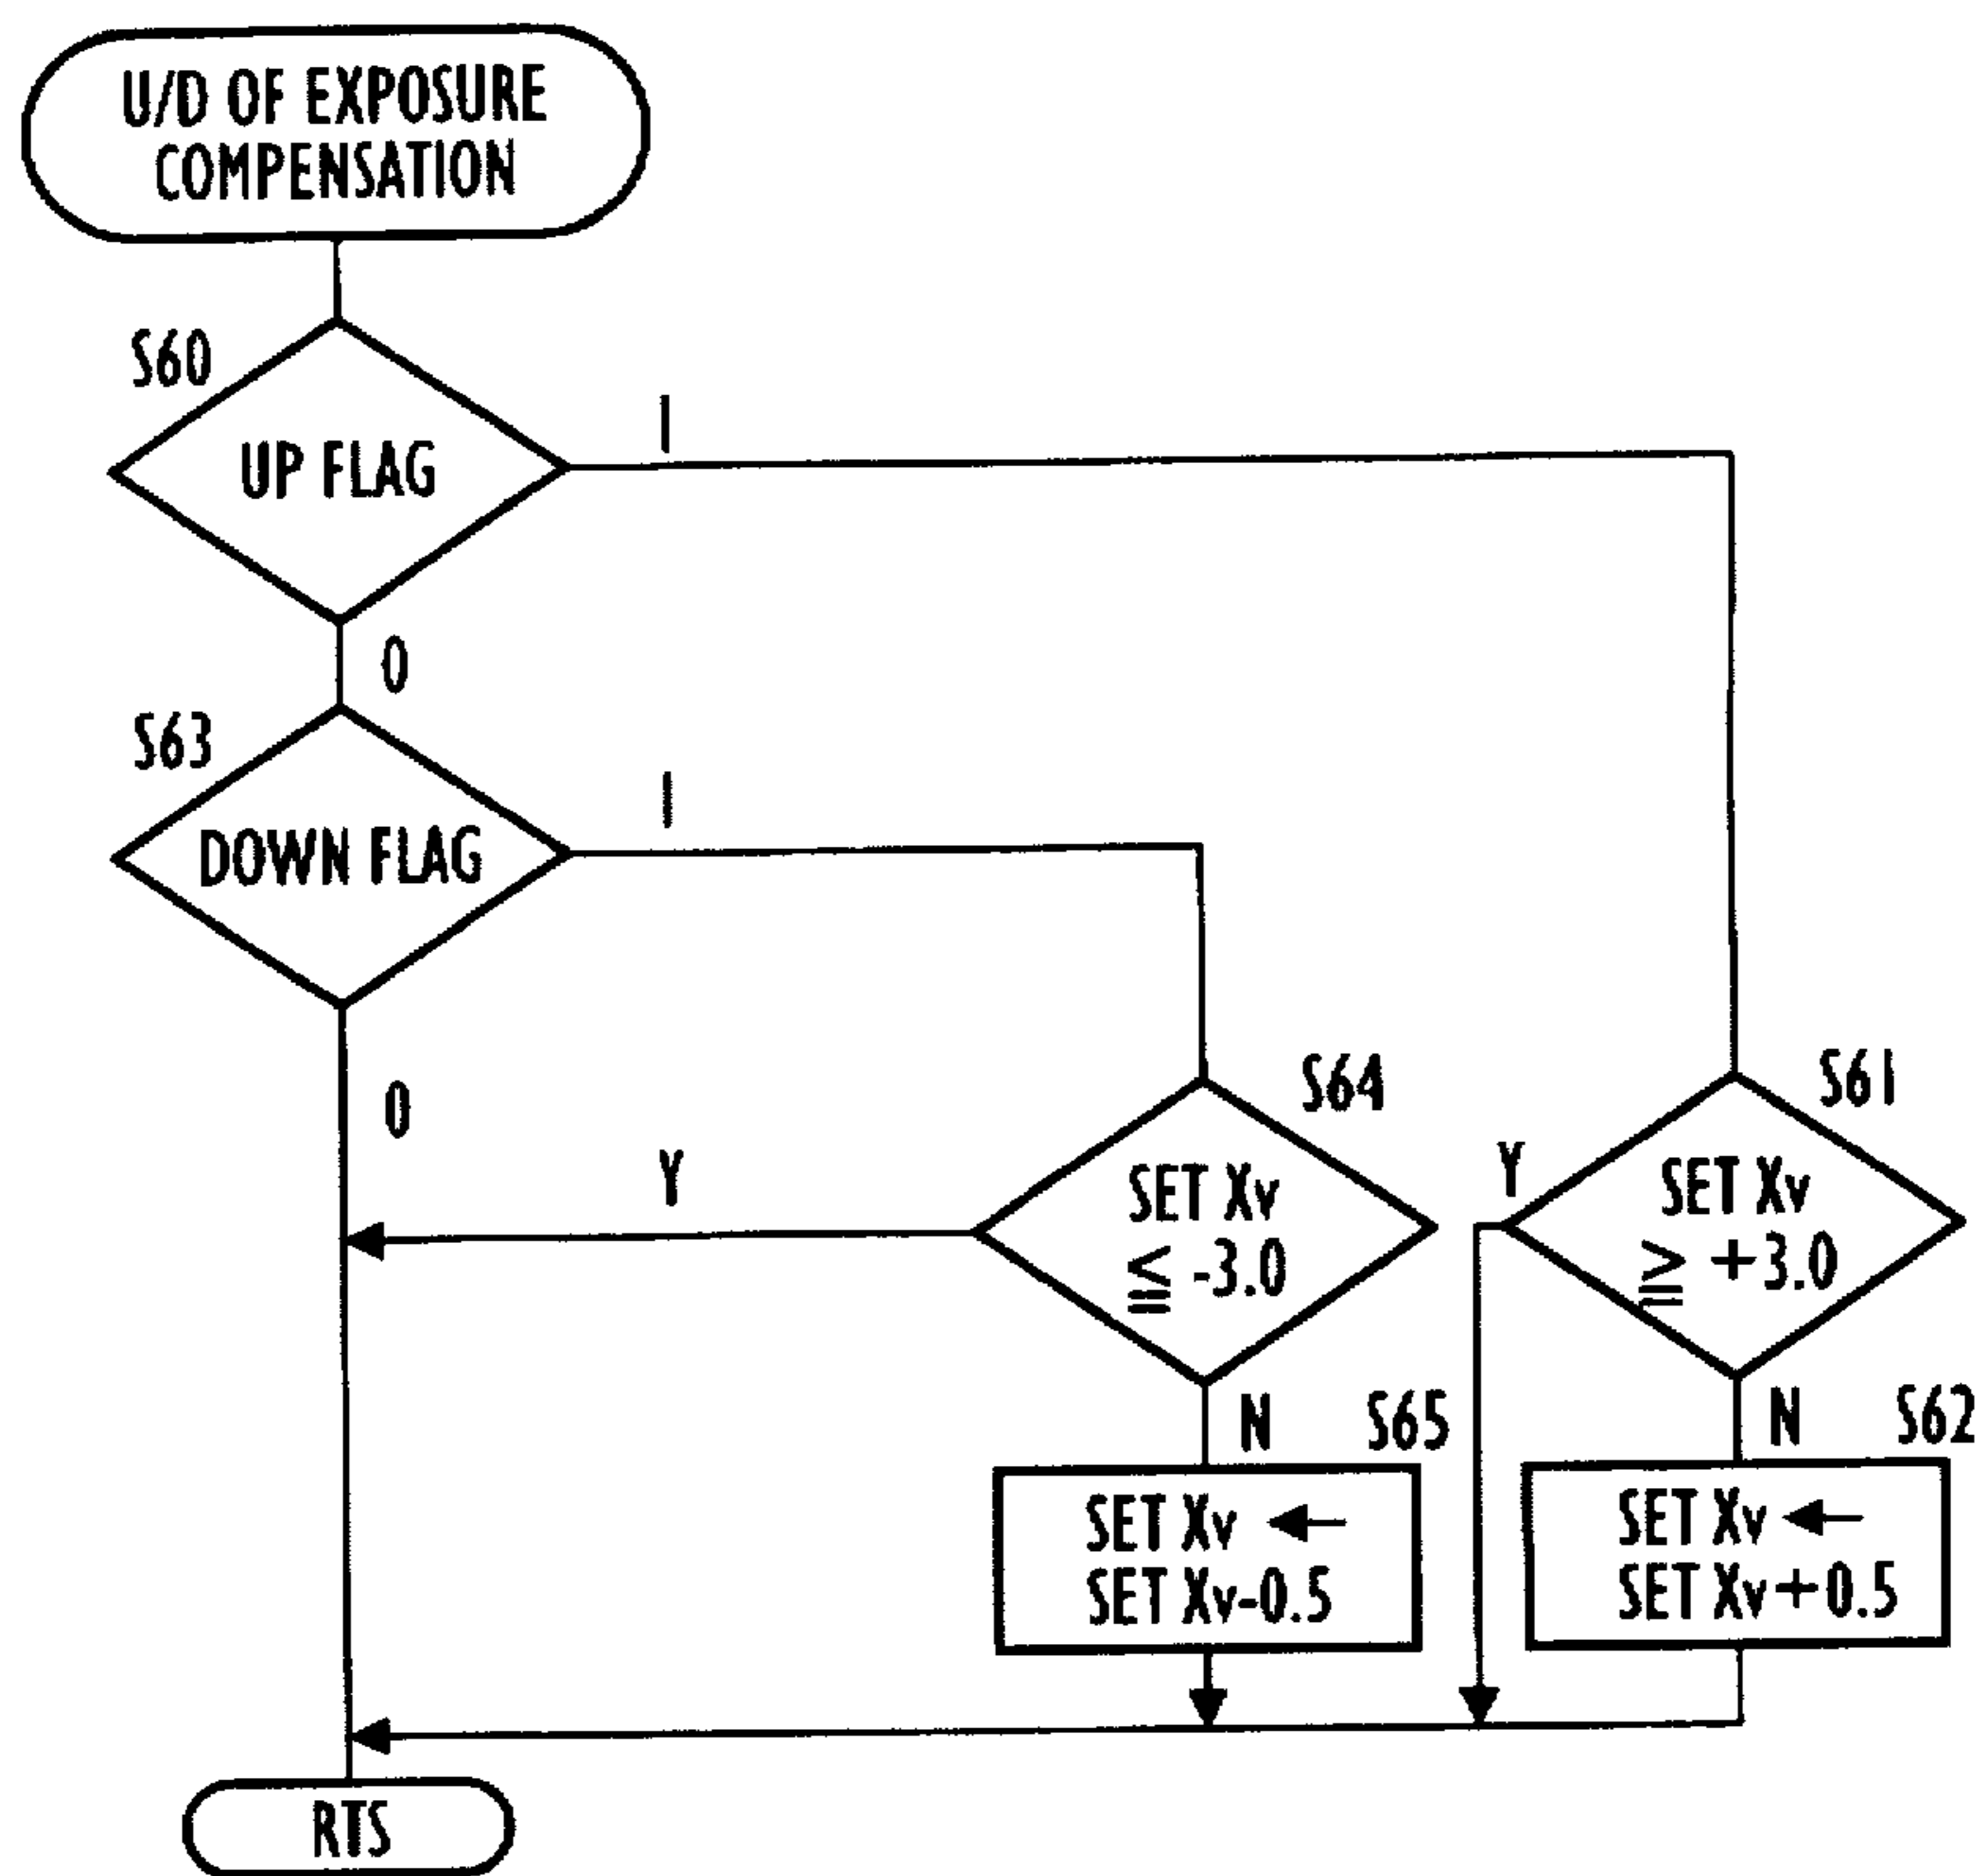 U/D OF EXPOSURE
COMPENSATION
S60
1
UP FLAG
0
S63
1
DOWN FLAG
0
S64
S61
Y
SET Xv
≦ -3.0
Y
SET Xv
≧ +3.0
N
S65
N
S62
SET Xv ←
SET Xv-0.5
SET Xv ←
SET Xv+0.5
RTS